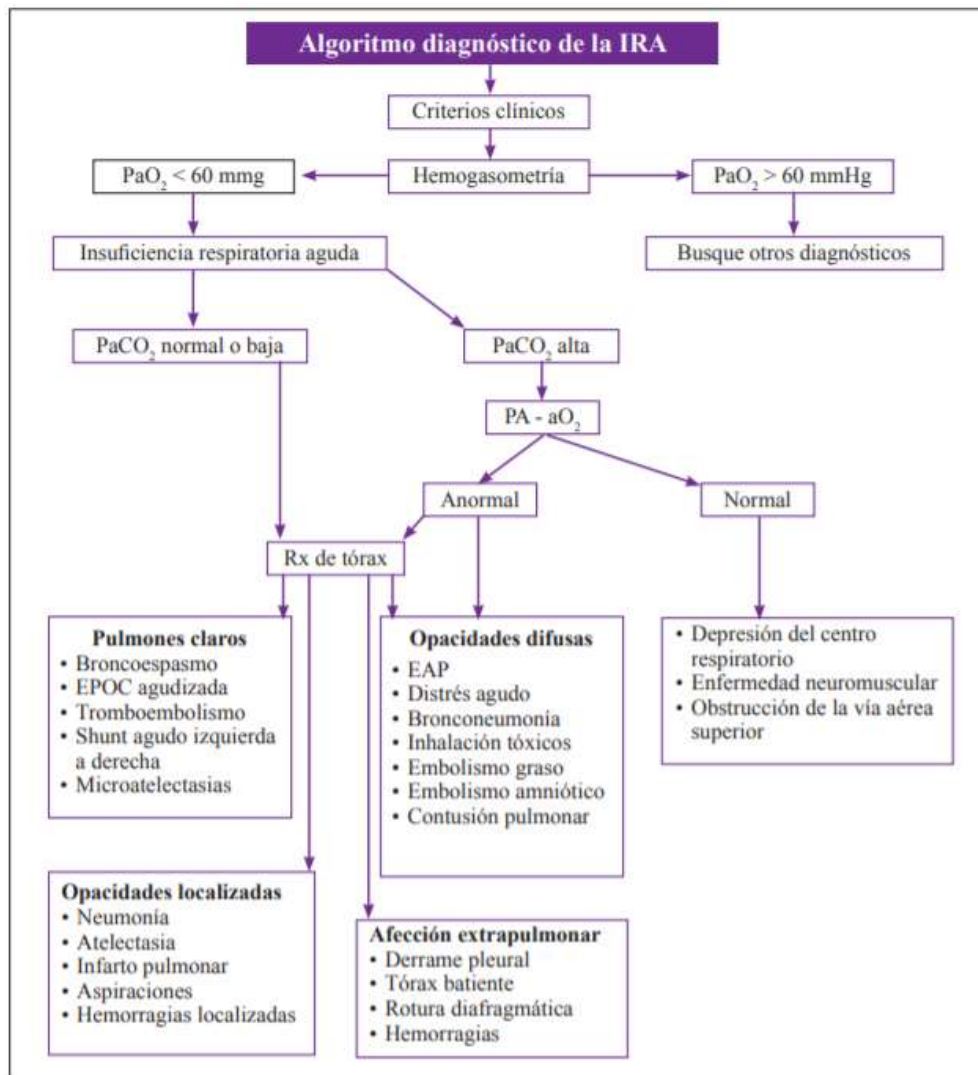 Algoritmo diagnóstico de la IRA
Criterios clínicos
PaO₂ < 60 mmg
Hemogasometría
PaO₂ > 60 mmHg
Insuficiencia respiratoria aguda
Busque otros diagnósticos
PaCO₂ normal o baja
PaCO₂ alta
PA - aO₂
Anormal
Normal
Rx de tórax
Pulmones claros
• Broncoespasmo
• EPOC agudizada
• Tromboembolismo
• Shunt agudo izquierda
a derecha
• Microatelectasias
Opacidades difusas
• EAP
• Distrés agudo
• Bronconeumonía
• Inhalación tóxicos
• Embolismo graso
• Embolismo amniótico
• Contusión pulmonar
• Depresión del centro
respiratorio
• Enfermedad neuromuscular
• Obstrucción de la vía aérea
superior
Opacidades localizadas
• Neumonía
• Atelectasia
• Infarto pulmonar
• Aspiraciones
• Hemorragias localizadas
Afección extrapulmonar
• Derrame pleural
• Tórax batiente
• Rotura diafragmática
• Hemorragias